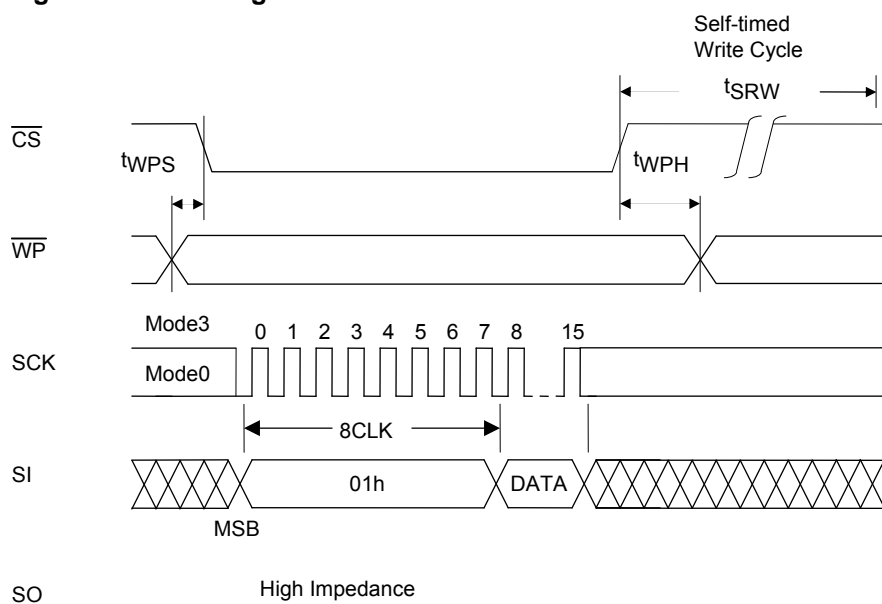 Self-timed
Write Cycle
tSRW
CS
tWPS
tWPH
WP
Mode3
0 1 2 3 4 5 6 7 8 15
SCK
Mode0
8CLK
SI
01h
DATA
MSB
High Impedance
SO